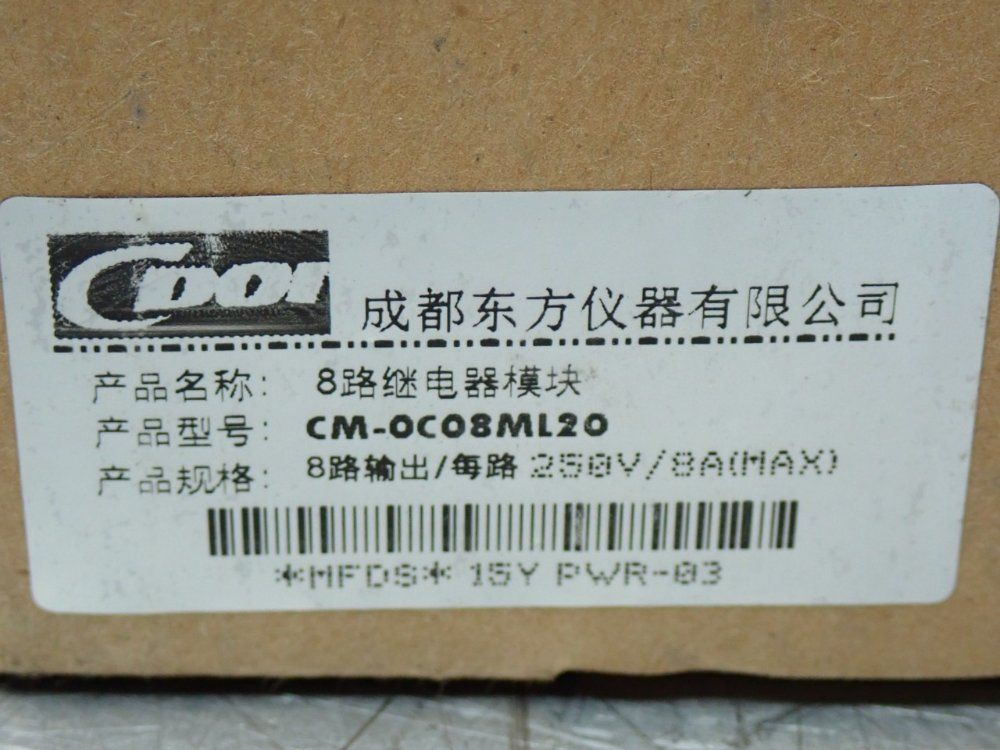 CDON
成都东方仪器有限公司
产品名称: 8路继电器模块
产品型号: CM-0C08ML20
产品规格: 8路输出/每路 250V/8A(MAX)
*MFDS* 15Y PWR-03